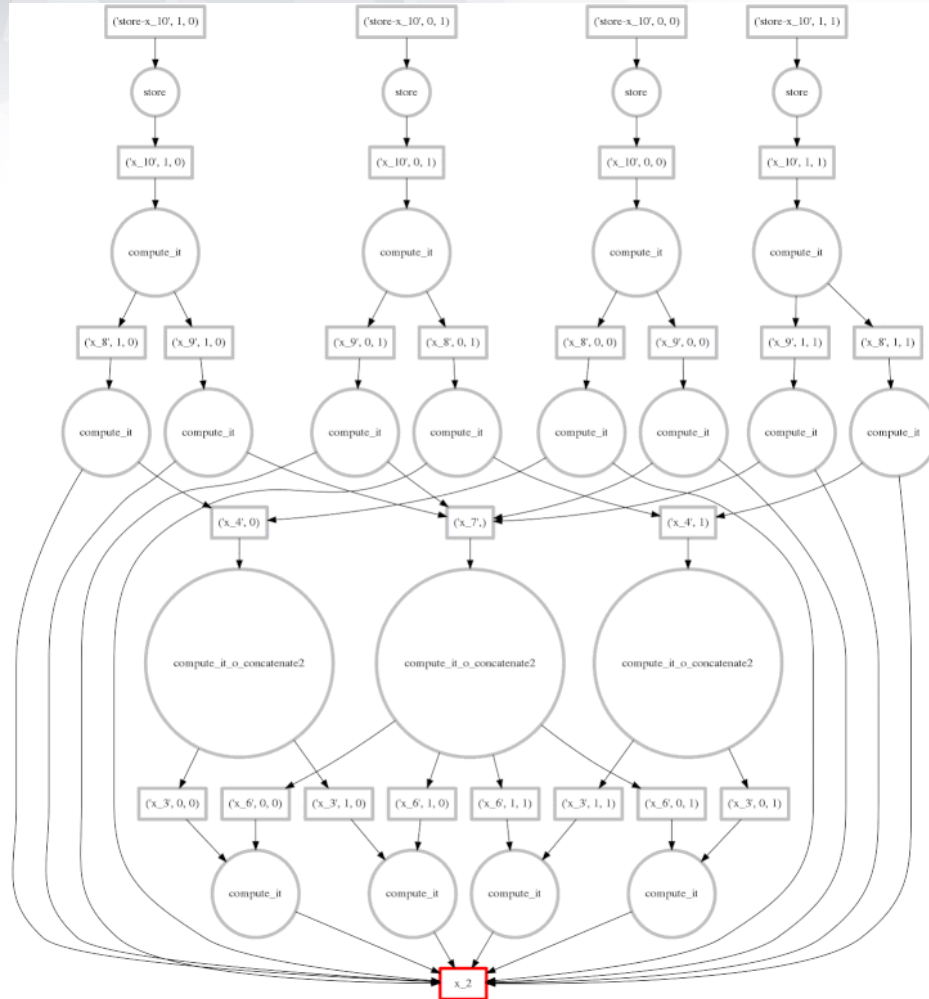 ('store-x_10', 1, 0)
('store-x_10', 0, 1)
('store-x_10', 0, 0)
('store-x_10', 1, 1)
store
store
store
store
('x_10', 1, 0)
('x_10', 0, 1)
('x_10', 0, 0)
('x_10', 1, 1)
compute_it
compute_it
compute_it
compute_it
('x_8', 1, 0)
('x_9', 1, 0)
('x_9', 0, 1)
('x_8', 0, 1)
('x_8', 0, 0)
('x_9', 0, 0)
('x_9', 1, 1)
('x_8', 1, 1)
compute_it
compute_it
compute_it
compute_it
compute_it
compute_it
compute_it
compute_it
('x_4', 0)
('x_7',)
('x_4', 1)
compute_it_o_concatenate2
compute_it_o_concatenate2
compute_it_o_concatenate2
('x_3', 0, 0)
('x_6', 0, 0)
('x_3', 1, 0)
('x_6', 1, 0)
('x_6', 1, 1)
('x_3', 1, 1)
('x_6', 0, 1)
('x_3', 0, 1)
compute_it
compute_it
compute_it
compute_it
x_2